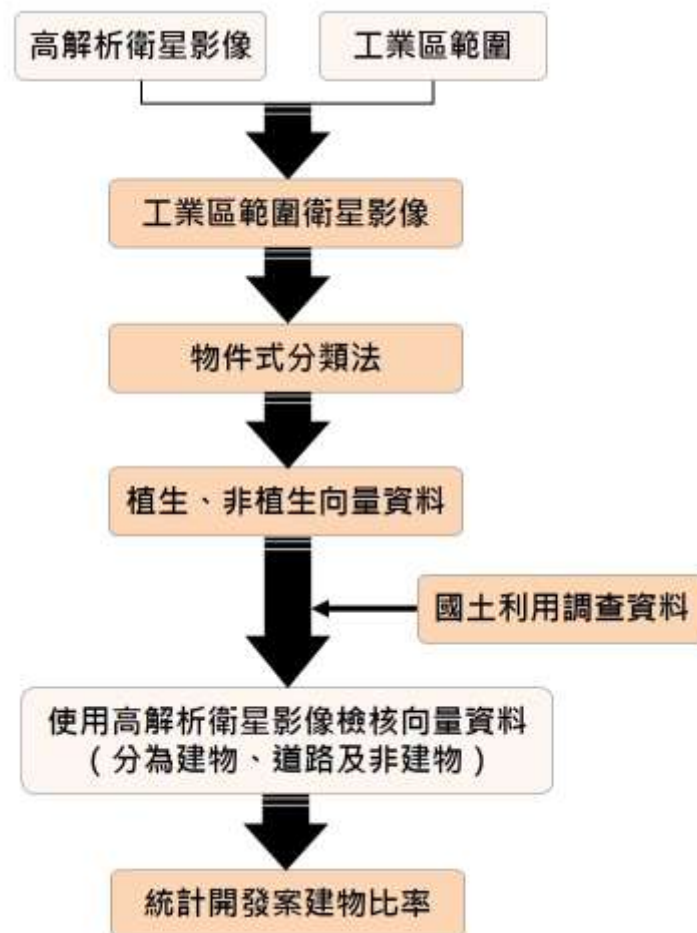 高解析衛星影像
工業區範圍
工業區範圍衛星影像
物件式分類法
植生、非植生向量資料
國土利用調查資料
使用高解析衛星影像檢核向量資料
（分為建物、道路及非建物）
統計開發案建物比率